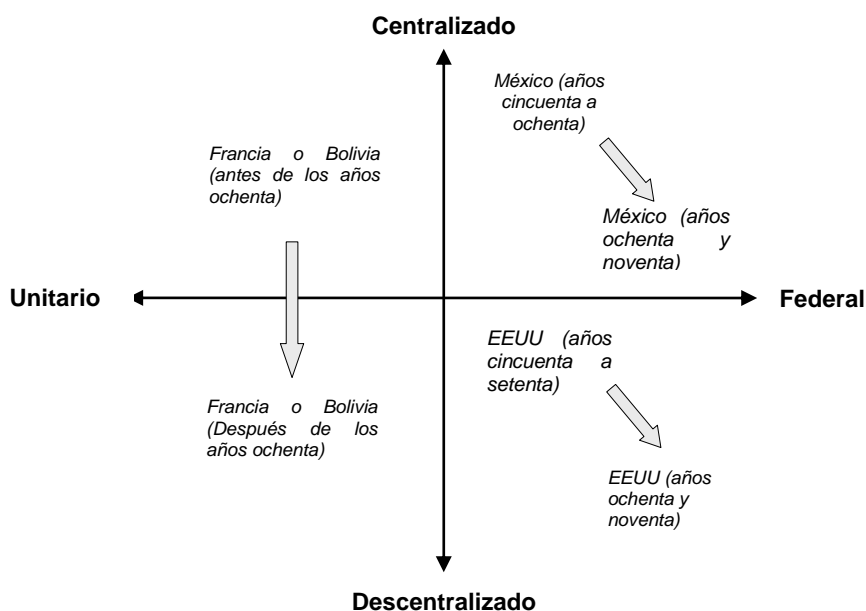 Centralizado
México (años
cincuenta a
ochenta)
Francia o Bolivia
(antes de los años
ochenta)
México (años
ochenta y
noventa)
Unitario
Federal
EEUU (años
cincuenta a
setenta)
Francia o Bolivia
(Después de los
años ochenta)
EEUU (años
ochenta y
noventa)
Descentralizado